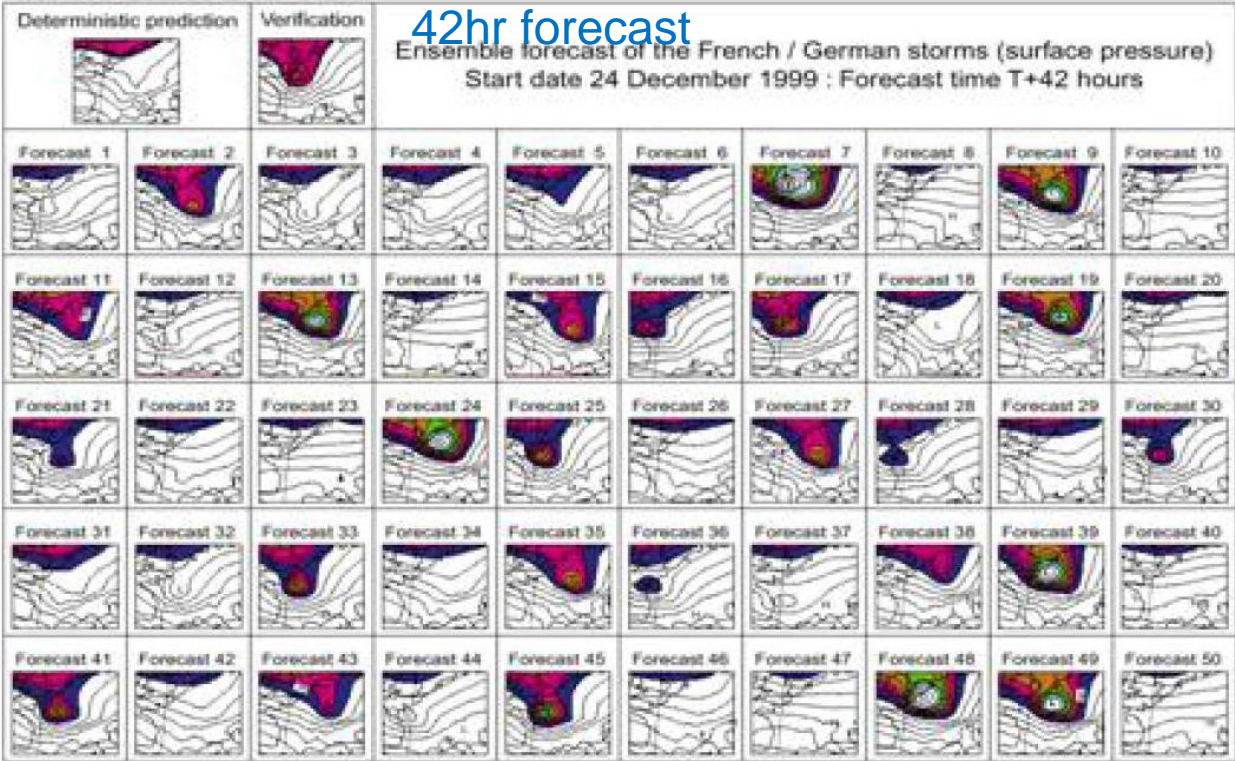 Deterministic prediction
Verification
42hr forecast
Ensemble forecast of the French / German storms (surface pressure)
Start date 24 December 1999 : Forecast time T+42 hours
Forecast 1
Forecast 2
Forecast 3
Forecast 4
Forecast 5
Forecast 6
Forecast 7
Forecast 8
Forecast 9
Forecast 10
Forecast 11
Forecast 12
Forecast 13
Forecast 14
Forecast 15
Forecast 16
Forecast 17
Forecast 18
Forecast 19
Forecast 20
Forecast 21
Forecast 22
Forecast 23
Forecast 24
Forecast 25
Forecast 26
Forecast 27
Forecast 28
Forecast 29
Forecast 30
Forecast 31
Forecast 32
Forecast 33
Forecast 34
Forecast 35
Forecast 36
Forecast 37
Forecast 38
Forecast 39
Forecast 40
Forecast 41
Forecast 42
Forecast 43
Forecast 44
Forecast 45
Forecast 46
Forecast 47
Forecast 48
Forecast 49
Forecast 50